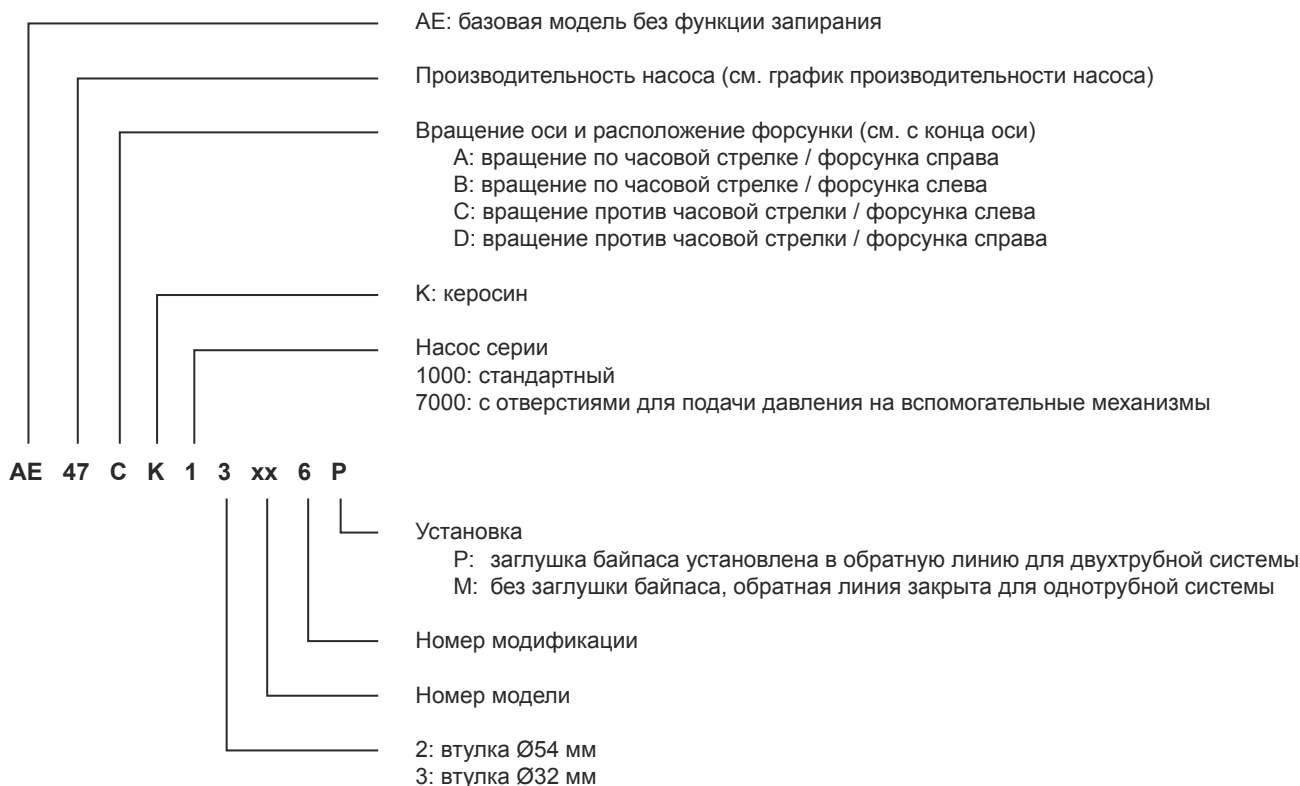 AE: базовая модель без функции запирания
Производительность насоса (см. график производительности насоса)
Вращение оси и расположение форсунки (см. с конца оси)
A: вращение по часовой стрелке / форсунка справа
B: вращение по часовой стрелке / форсунка слева
C: вращение против часовой стрелки / форсунка слева
D: вращение против часовой стрелки / форсунка справа
K: керосин
Насос серии
1000: стандартный
7000: с отверстиями для подачи давления на вспомогательные механизмы
AE 47 C K 1 3 xx 6 P
Установка
P: заглушка байпаса установлена в обратную линию для двухтрубной системы
M: без заглушки байпаса, обратная линия закрыта для однотрубной системы
Номер модификации
Номер модели
2: втулка Ø54 мм
3: втулка Ø32 мм